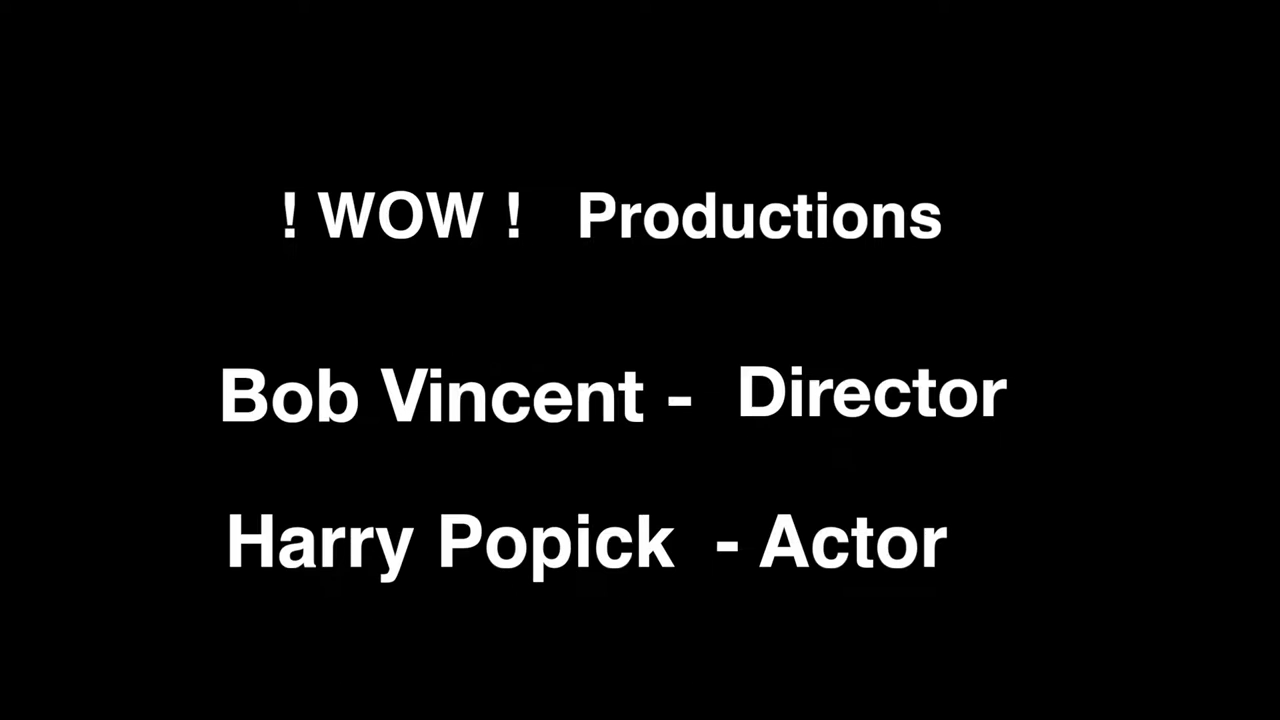 ! WOW ! Productions
Bob Vincent - Director
Harry Popick - Actor